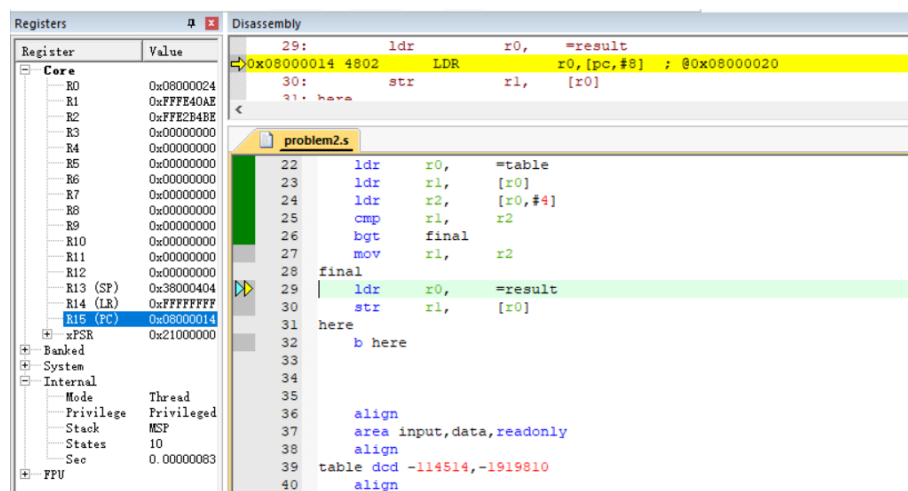 Registers
Register Value
Core
R0 0x08000024
R1 0xFFFE40AE
R2 0xFFE2B4BE
R3 0x00000000
R4 0x00000000
R5 0x00000000
R6 0x00000000
R7 0x00000000
R8 0x00000000
R9 0x00000000
R10 0x00000000
R11 0x00000000
R12 0x00000000
R13 (SP) 0x38000404
R14 (LR) 0xFFFFFFFF
R15 (PC) 0x08000014
xPSR 0x21000000
Banked
System
Internal
Mode Thread
Privilege Privileged
Stack MSP
States 10
Sec 0.00000083
FPU
Disassembly
29: ldr r0, =result
0x08000014 4802 LDR r0,[pc,#8] ; @0x08000020
30: str r1, [r0]
31: here
problem2.s
22 ldr r0, =table
23 ldr r1, [r0]
24 ldr r2, [r0,#4]
25 cmp r1, r2
26 bgt final
27 mov r1, r2
28 final
29 ldr r0, =result
30 str r1, [r0]
31 here
32 b here
33
34
35
36 align
37 area input,data,readonly
38 align
39 table dcd -114514,-1919810
40 align